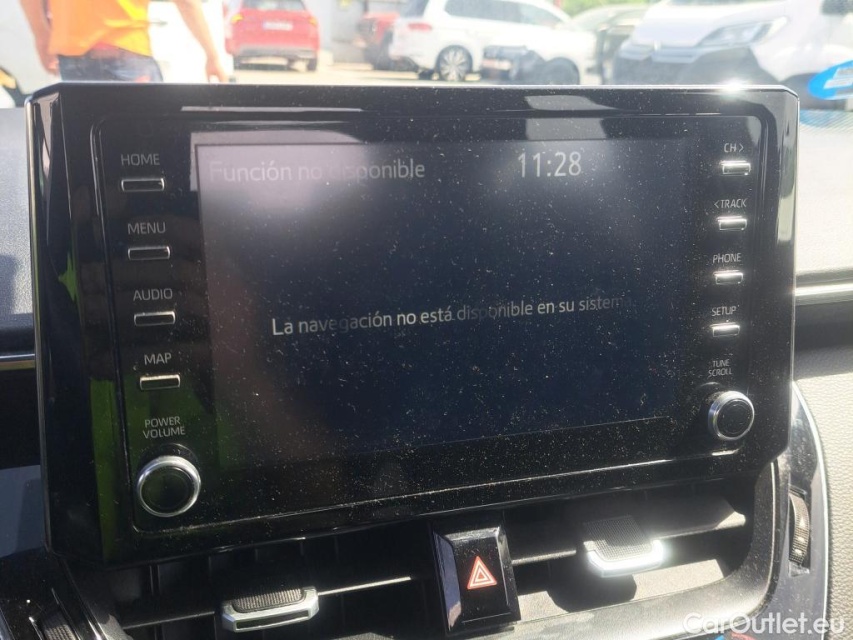 Función no disponible 11:28
La navegación no está disponible en su
HOME
MENU
AUDIO
MAP
POWER
VOLUME
CH>
<TRACK
PHONE
SETUP
TUNE
SCROLL
CarOutlet.eu